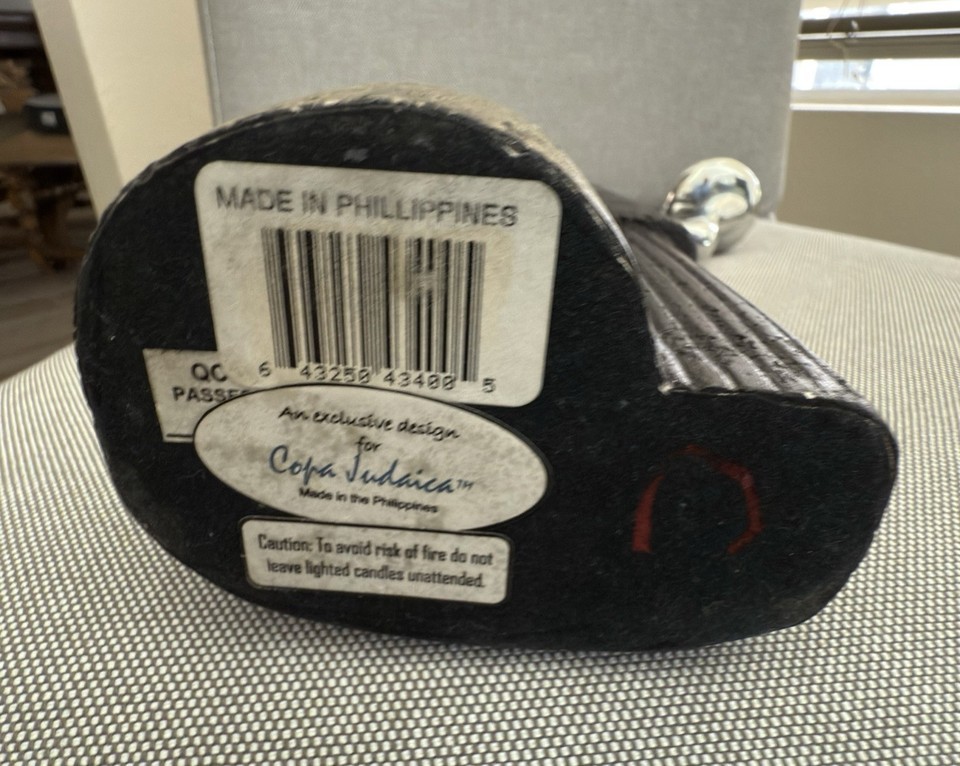 MADE IN PHILLIPPINES
6 43250 43400 5
QC
PASSE
An exclusive design
for
Copa Judaica™
Made in the Philippines
Caution: To avoid risk of fire do not
leave lighted candles unattended.